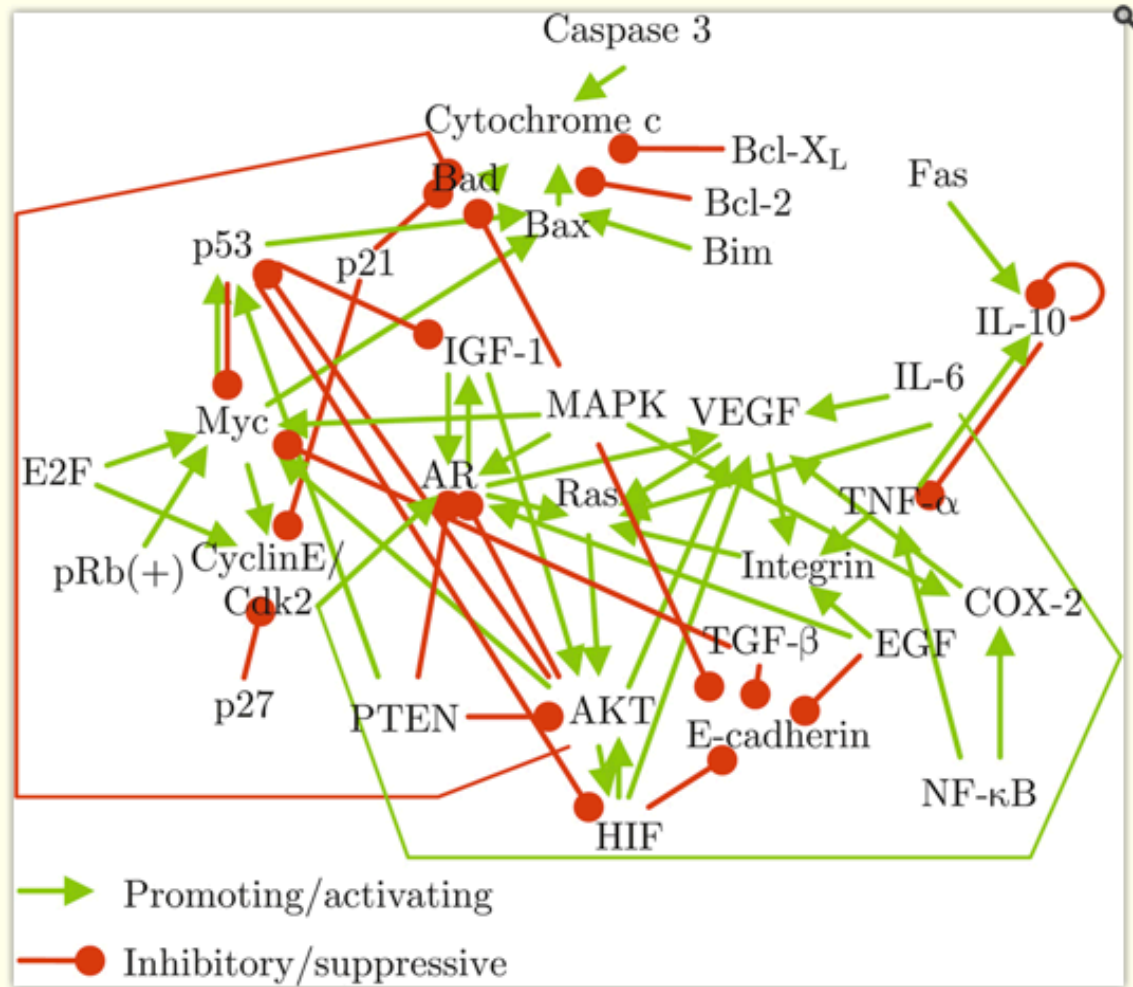 Caspase 3
Cytochrome c
Bcl-X_L
Bad
Fas
Bcl-2
Bax
p53
p21
Bim
IL-10
IGF-1
IL-6
MAPK
VEGF
Myc
E2F
AR
Ras
TNF-α
pRb(+)
CyclinE/
Cdk2
Integrin
COX-2
TGF-β
EGF
p27
PTEN
AKT
E-cadherin
NF-κB
HIF
Promoting/activating
Inhibitory/suppressive